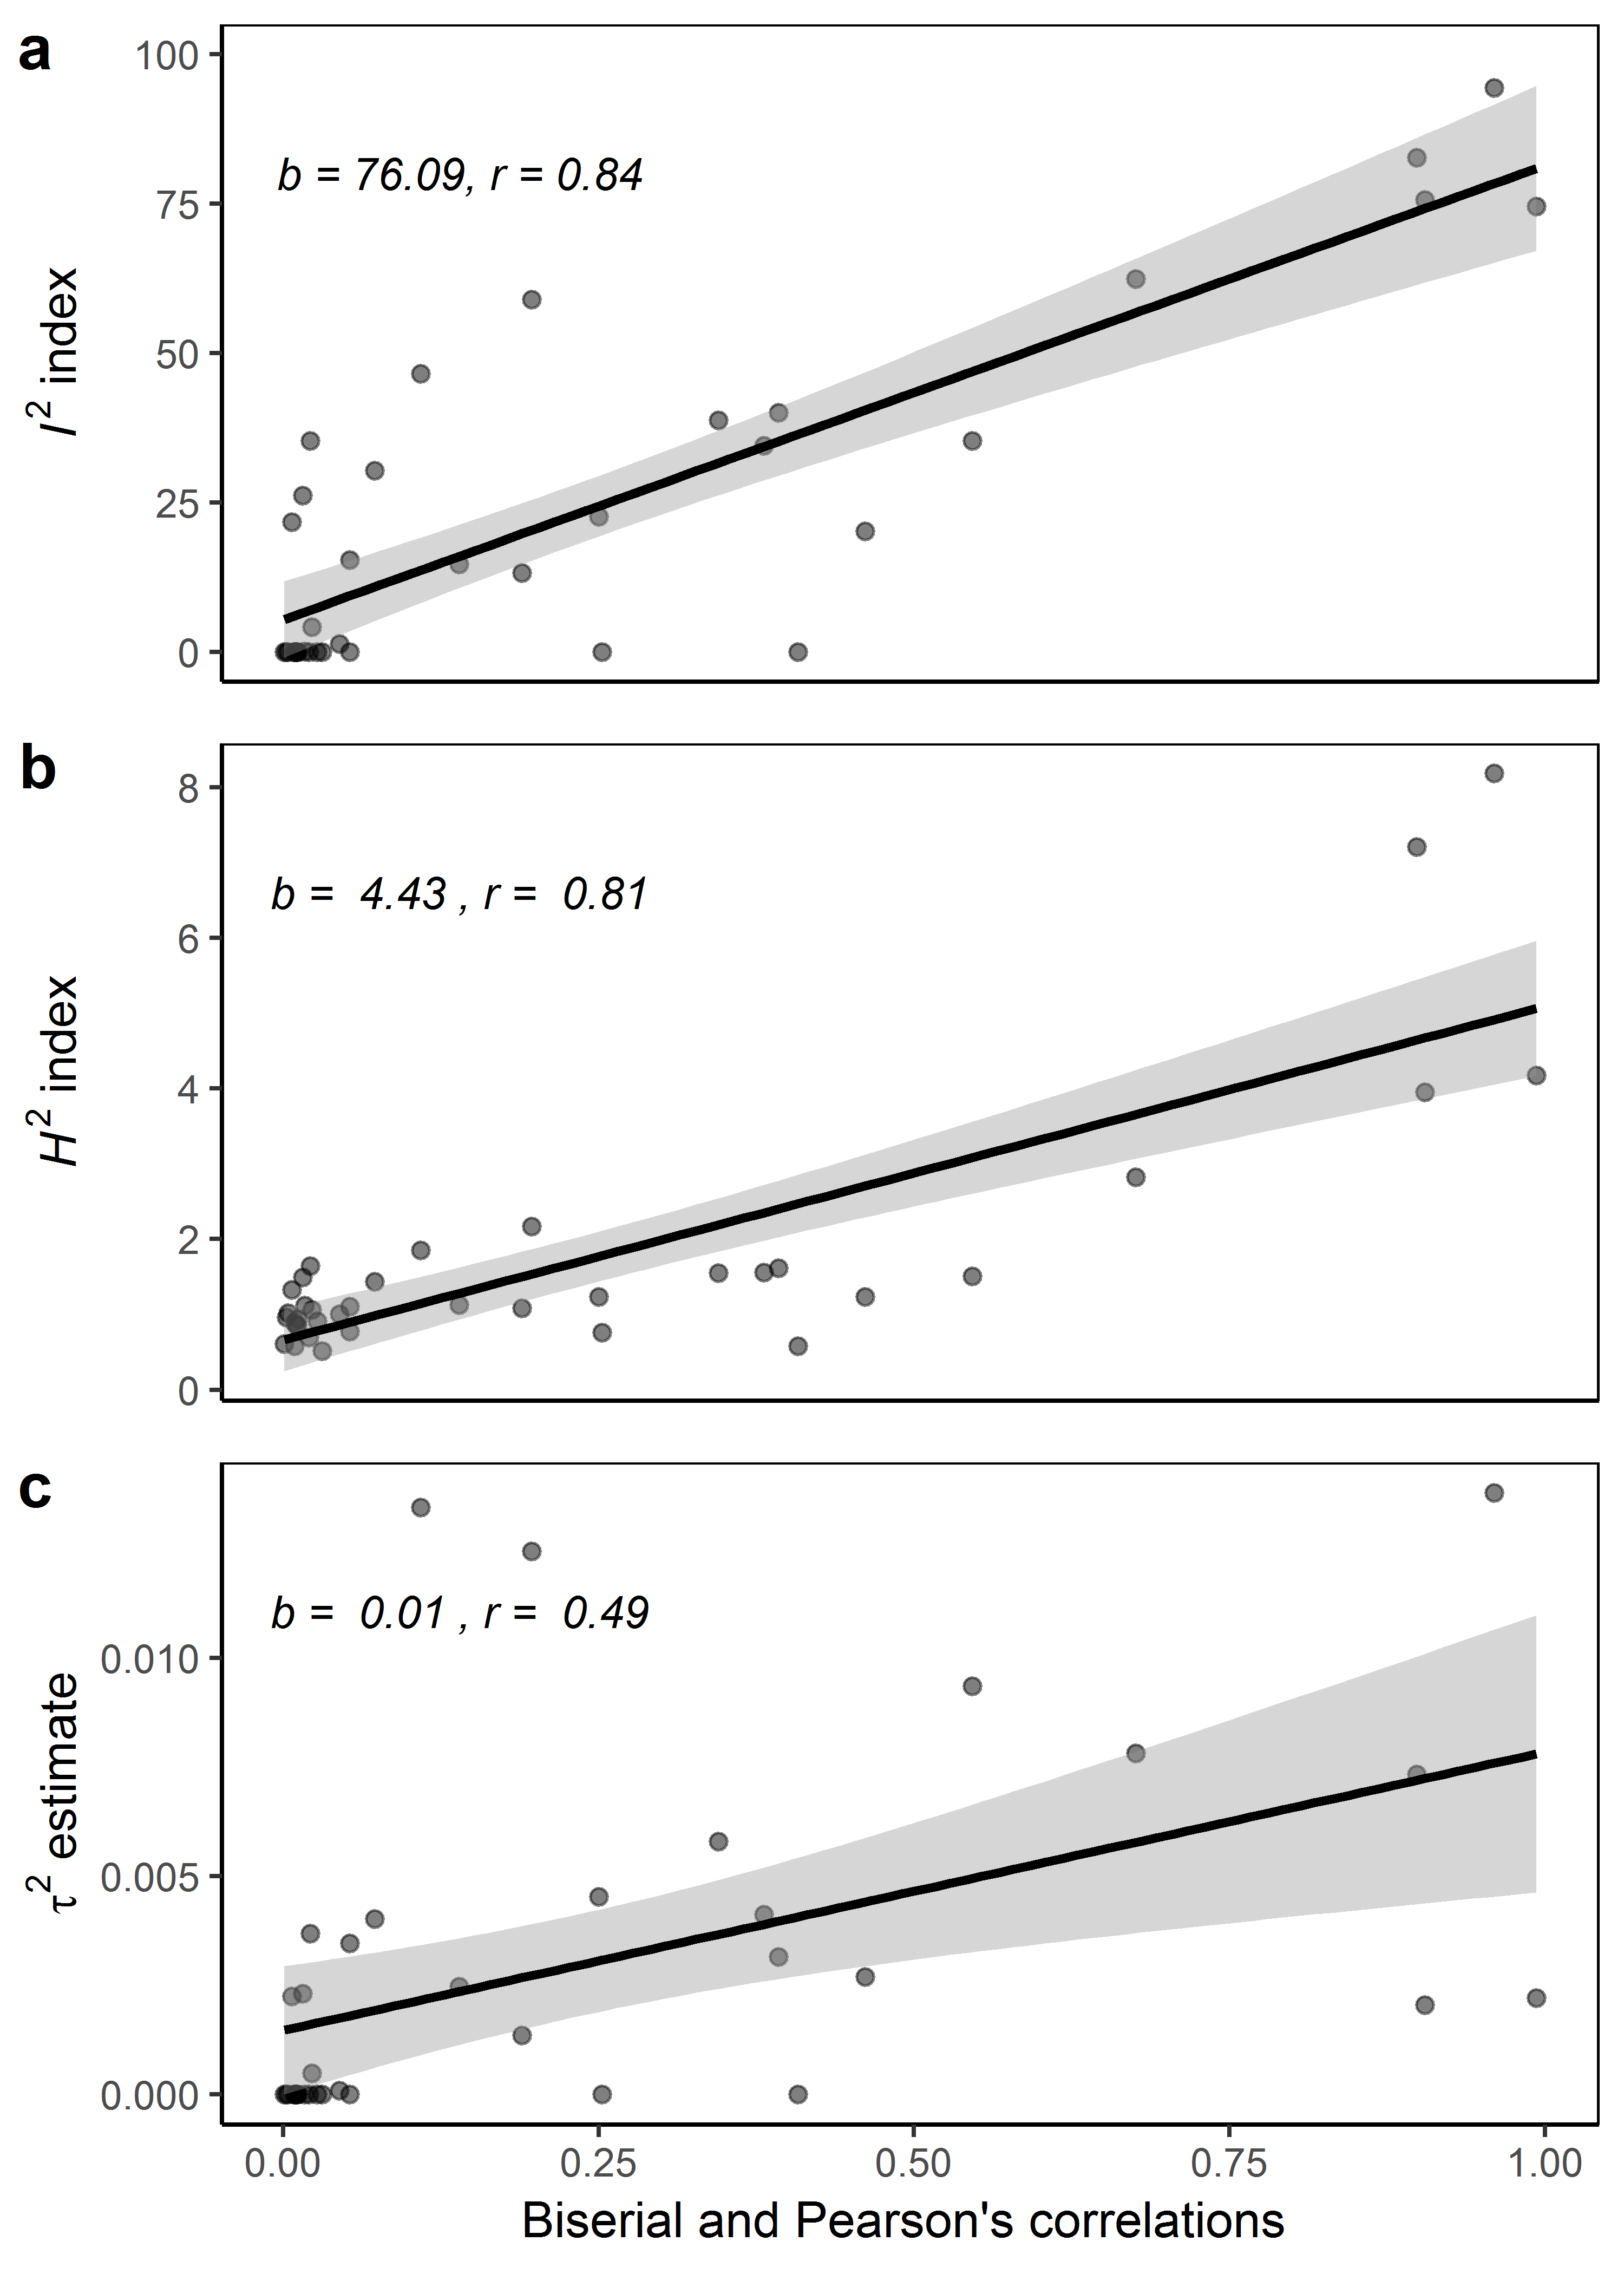 a
100
75
50
25
0
I² index
b = 76.09, r = 0.84
b
8
6
4
2
0
H² index
b = 4.43 , r = 0.81
c
0.010
0.005
0.000
τ² estimate
b = 0.01 , r = 0.49
0.00 0.25 0.50 0.75 1.00
Biserial and Pearson's correlations